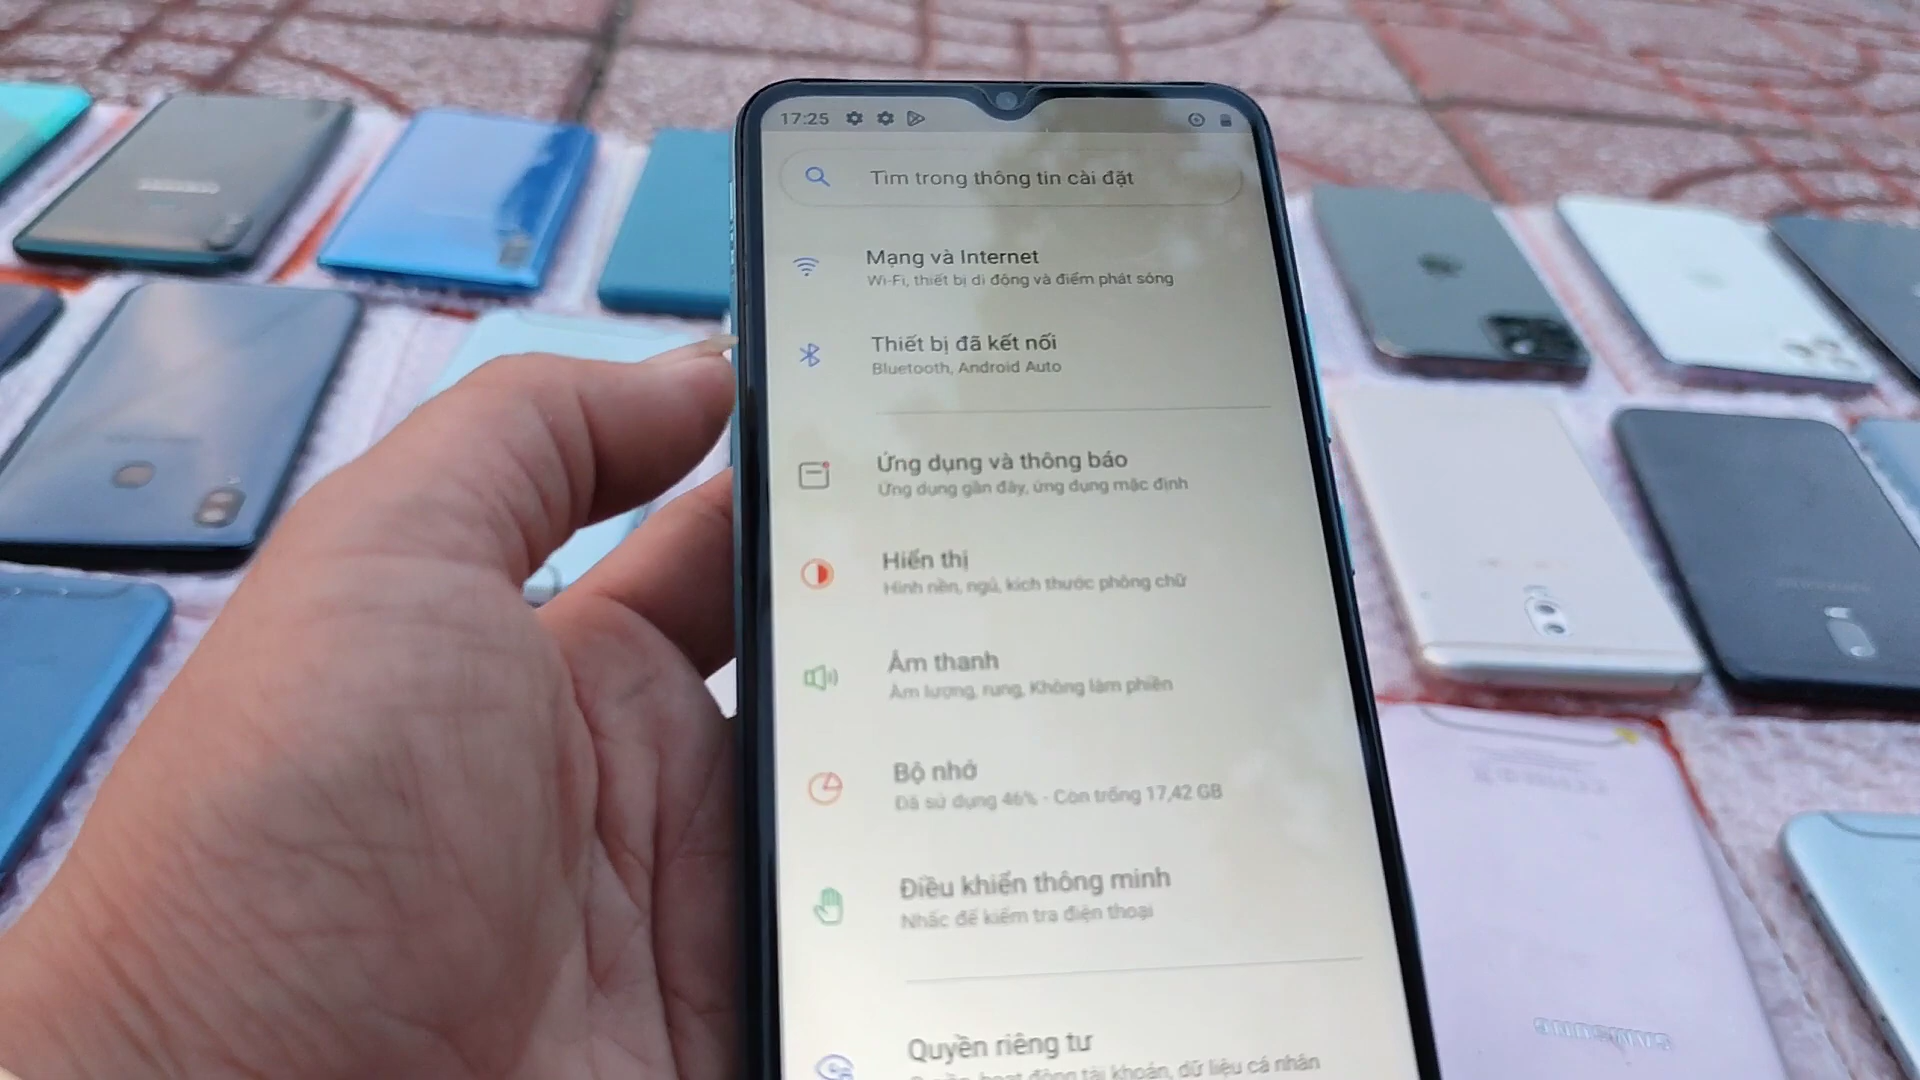 17:25
Tìm trong thông tin cài đặt
Mạng và Internet
Wi-Fi, thiết bị di động và điểm phát sóng
Thiết bị đã kết nối
Bluetooth, Android Auto
Ứng dụng và thông báo
Ứng dụng gần đây, ứng dụng mặc định
Hiển thị
Hình nền, ngủ, kích thước phông chữ
Âm thanh
Âm lượng, rung, Không làm phiền
Bộ nhớ
Đã sử dụng 46% - Còn trống 17,42 GB
Điều khiển thông minh
Nhấc để kiểm tra điện thoại
Quyền riêng tư
hoạt động tài khoản, dữ liệu cá nhân
SAMSUNG